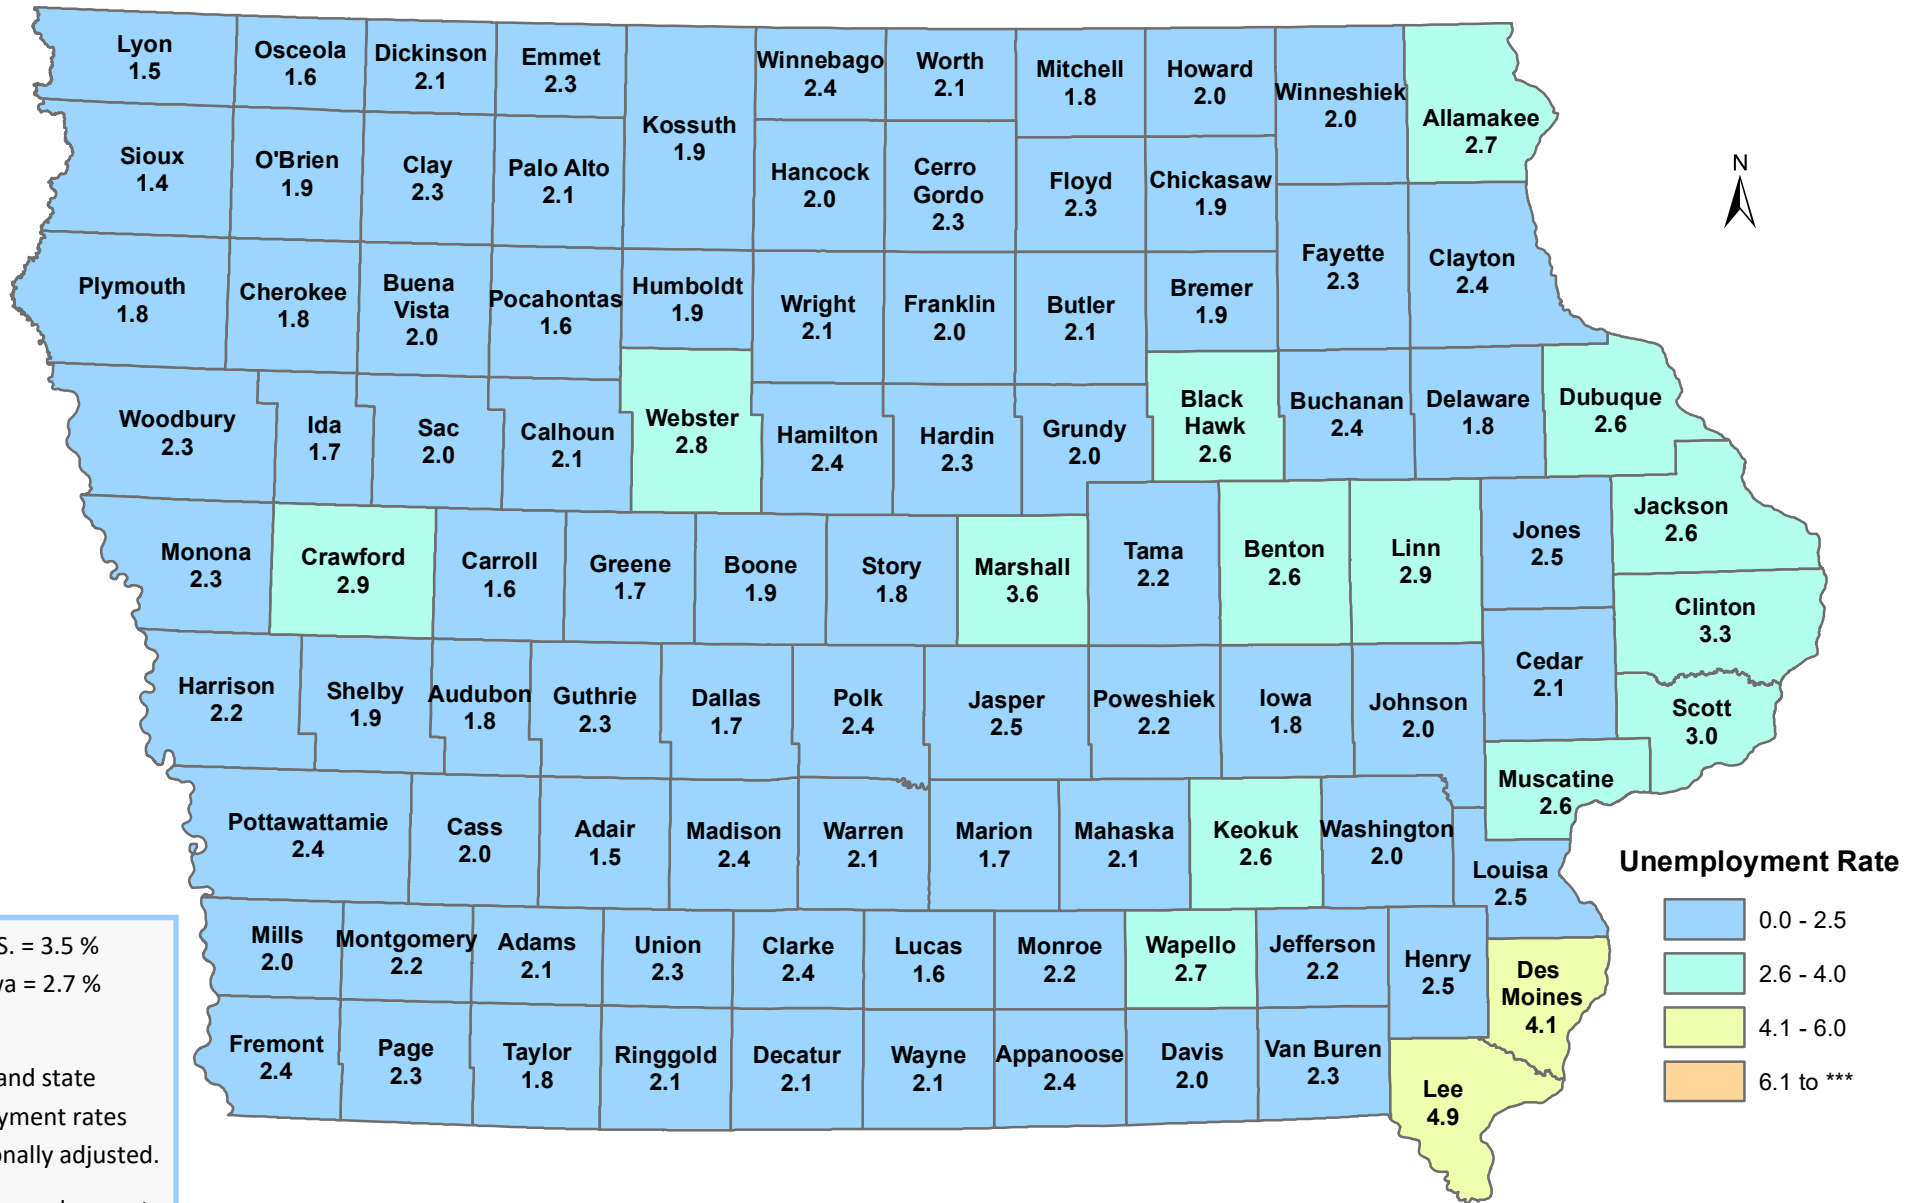 Lyon
1.5
Osceola
1.6
Dickinson
2.1
Emmet
2.3
Kossuth
1.9
Winnebago
2.4
Worth
2.1
Mitchell
1.8
Howard
2.0
Winneshiek
2.0
Allamakee
2.7
Sioux
1.4
O'Brien
1.9
Clay
2.3
Palo Alto
2.1
Hancock
2.0
Cerro
Gordo
2.3
Floyd
2.3
Chickasaw
1.9
N
Plymouth
1.8
Cherokee
1.8
Buena
Vista
2.0
Pocahontas
1.6
Humboldt
1.9
Wright
2.1
Franklin
2.0
Butler
2.1
Bremer
1.9
Fayette
2.3
Clayton
2.4
Woodbury
2.3
Ida
1.7
Sac
2.0
Calhoun
2.1
Webster
2.8
Hamilton
2.4
Hardin
2.3
Grundy
2.0
Black
Hawk
2.6
Buchanan
2.4
Delaware
1.8
Dubuque
2.6
Monona
2.3
Crawford
2.9
Carroll
1.6
Greene
1.7
Boone
1.9
Story
1.8
Marshall
3.6
Tama
2.2
Benton
2.6
Linn
2.9
Jones
2.5
Jackson
2.6
Clinton
3.3
Harrison
2.2
Shelby
1.9
Audubon
1.8
Guthrie
2.3
Dallas
1.7
Polk
2.4
Jasper
2.5
Poweshiek
2.2
Iowa
1.8
Johnson
2.0
Cedar
2.1
Scott
3.0
Muscatine
2.6
Pottawattamie
2.4
Cass
2.0
Adair
1.5
Madison
2.4
Warren
2.1
Marion
1.7
Mahaska
2.1
Keokuk
2.6
Washington
2.0
Louisa
2.5
Mills
2.0
Montgomery
2.2
Adams
2.1
Union
2.3
Clarke
2.4
Lucas
1.6
Monroe
2.2
Wapello
2.7
Jefferson
2.2
Henry
2.5
Des
Moines
4.1
Fremont
2.4
Page
2.3
Taylor
1.8
Ringgold
2.1
Decatur
2.1
Wayne
2.1
Appanoose
2.4
Davis
2.0
Van Buren
2.3
Lee
4.9
Unemployment Rate
0.0 - 2.5
2.6 - 4.0
4.1 - 6.0
6.1 to ***
S. = 3.5 %
va = 2.7 %
and state
yment rates
onally adjusted.